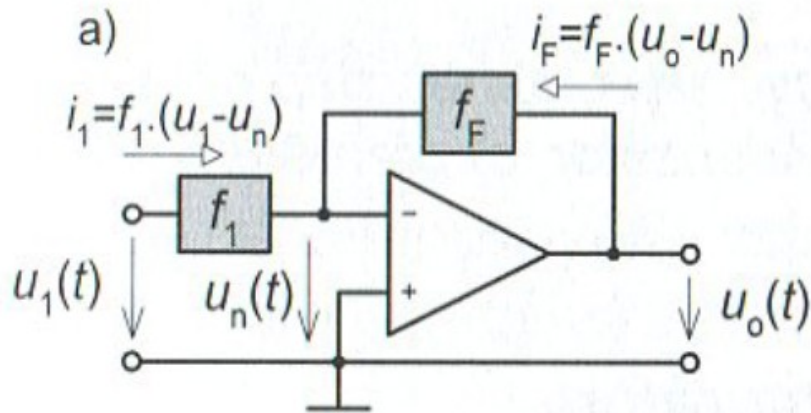 a)
i_F=f_F.(u_o-u_n)
i_1=f_1.(u_1-u_n)
f_F
f_1
-
+
u_1(t)
u_n(t)
u_o(t)